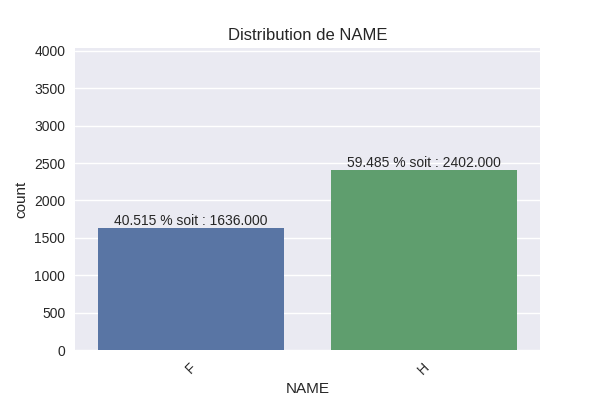 Distribution de NAME
4000
3500
3000
2500
2000
1500
1000
500
0
count
59.485 % soit : 2402.000
40.515 % soit : 1636.000
F
H
NAME